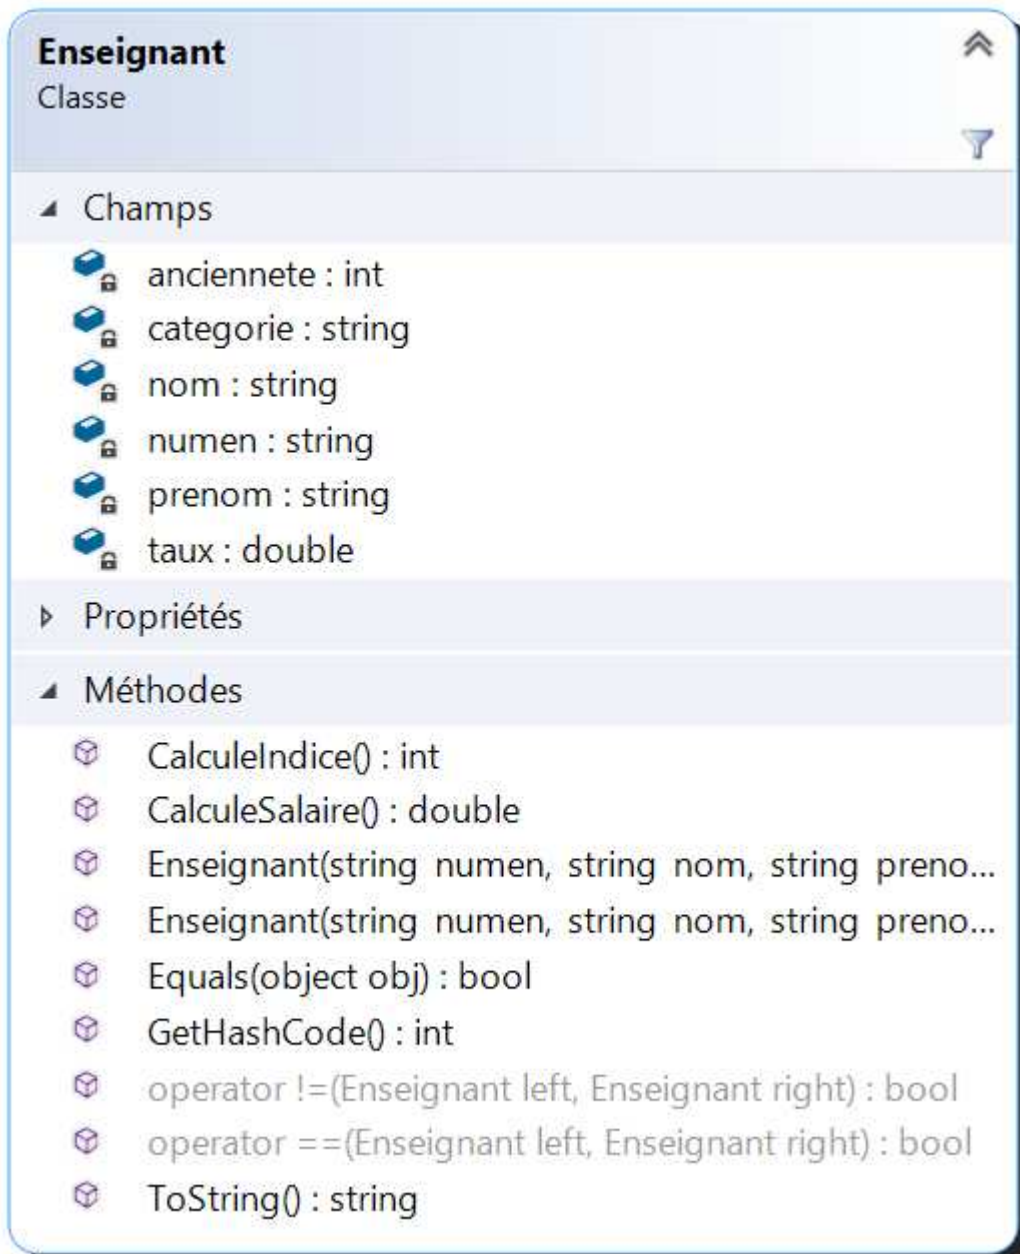 Enseignant
Classe
Champs
anciennete : int
categorie : string
nom : string
numen : string
prenom : string
taux : double
Propriétés
Méthodes
CalculeIndice() : int
CalculeSalaire() : double
Enseignant(string numen, string nom, string preno...
Enseignant(string numen, string nom, string preno...
Equals(object obj) : bool
GetHashCode() : int
operator !=(Enseignant left, Enseignant right) : bool
operator ==(Enseignant left, Enseignant right) : bool
ToString() : string